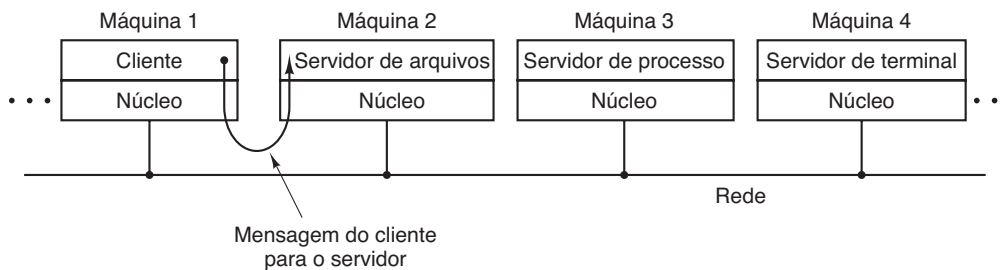 Máquina 1
Máquina 2
Máquina 3
Máquina 4
Cliente
Servidor de arquivos
Servidor de processo
Servidor de terminal
Núcleo
Núcleo
Núcleo
Núcleo
Rede
Mensagem do cliente
para o servidor